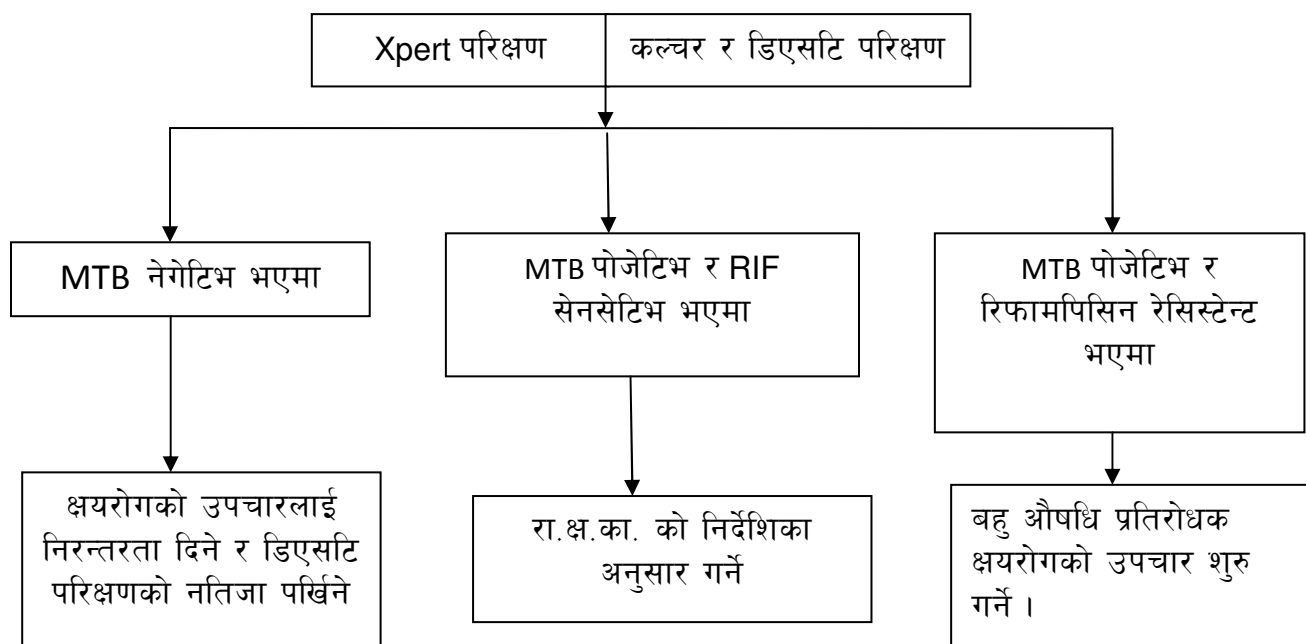 Xpert परिक्षण
कल्चर र डिएसटि परिक्षण
MTB नेगेटिभ भएमा
MTB पोजेटिभ र RIF
सेनसेटिभ भएमा
MTB पोजेटिभ र
रिफामपिसिन रेसिस्टेन्ट
भएमा
क्षयरोगको उपचारलाई
निरन्तरता दिने र डिएसटि
परिक्षणको नतिजा पर्खिने
रा.क्ष.का. को निर्देशिका
अनुसार गर्ने
बहु औषधि प्रतिरोधक
क्षयरोगको उपचार शुरु
गर्ने ।